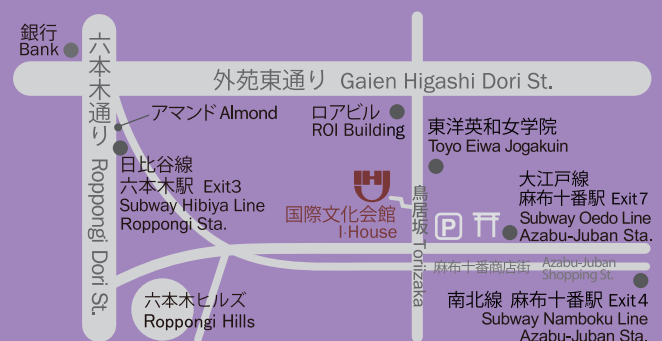 銀行
Bank
六本木通り Roppongi Dori St.
外苑東通り Gaien Higashi Dori St.
アマンド Almond
ロアビル
ROI Building
東洋英和女学院
Toyo Eiwa Jogakuin
日比谷線
六本木駅 Exit3
Subway Hibiya Line
Roppongi Sta.
国際文化会館
I-House
鳥居坂 Toriizaka
P
大江戸線
麻布十番駅 Exit7
Subway Oedo Line
Azabu-Juban Sta.
麻布十番商店街 Azabu-Juban
Shopping St.
六本木ヒルズ
Roppongi Hills
南北線 麻布十番駅 Exit4
Subway Namboku Line
Azabu-Juban Sta.